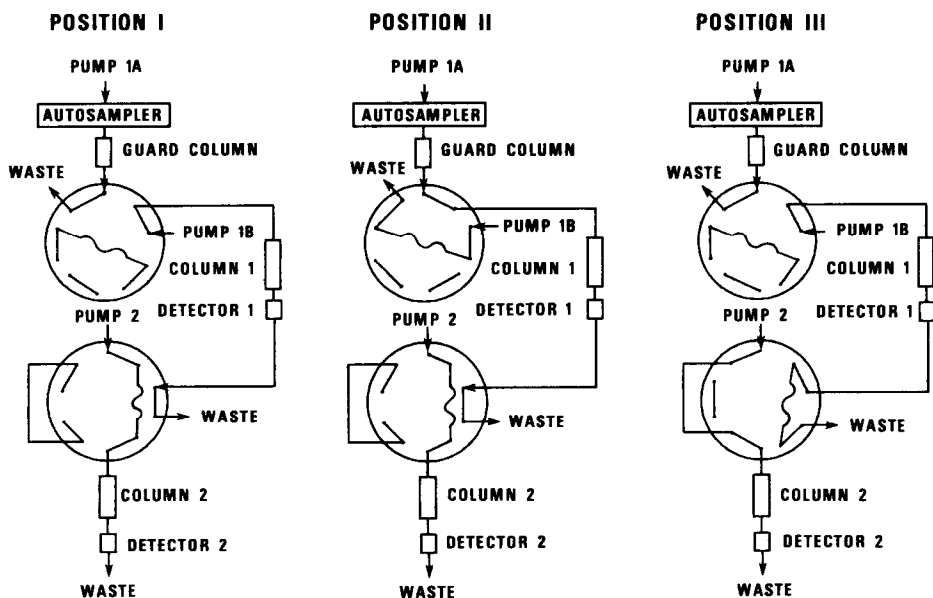 POSITION I
PUMP 1A
AUTOSAMPLER
GUARD COLUMN
WASTE
PUMP 1B
COLUMN 1
DETECTOR 1
PUMP 2
WASTE
COLUMN 2
DETECTOR 2
WASTE
POSITION II
PUMP 1A
AUTOSAMPLER
GUARD COLUMN
WASTE
PUMP 1B
COLUMN 1
DETECTOR 1
PUMP 2
WASTE
COLUMN 2
DETECTOR 2
WASTE
POSITION III
PUMP 1A
AUTOSAMPLER
GUARD COLUMN
WASTE
PUMP 1B
COLUMN 1
DETECTOR 1
PUMP 2
WASTE
COLUMN 2
DETECTOR 2
WASTE